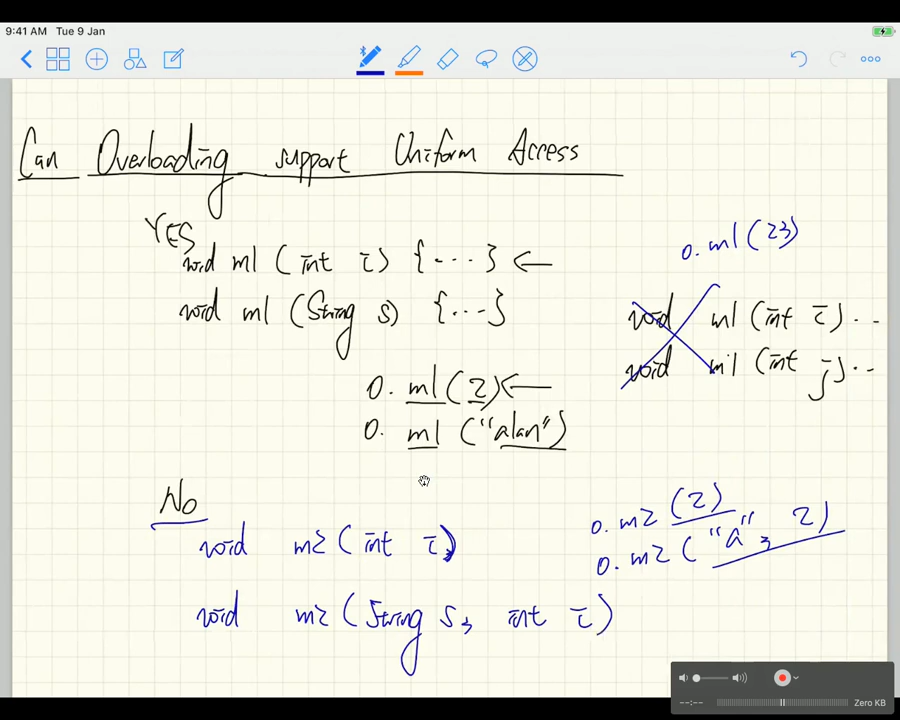 9:41 AM Tue 9 Jan
Can Overloading support Uniform Access
YES
void m1 (int i) {...} ←
void m1 (String s) {...}
o. m1 (2) ←
o. m1 ("alan")
o. m1 (23)
void m1 (int i) ...
void m1 (int j) ...
No
void m2 (int i)
void m2 (String s, int i)
o. m2 (2)
o. m2 ("a", 2)
--:-- Zero KB